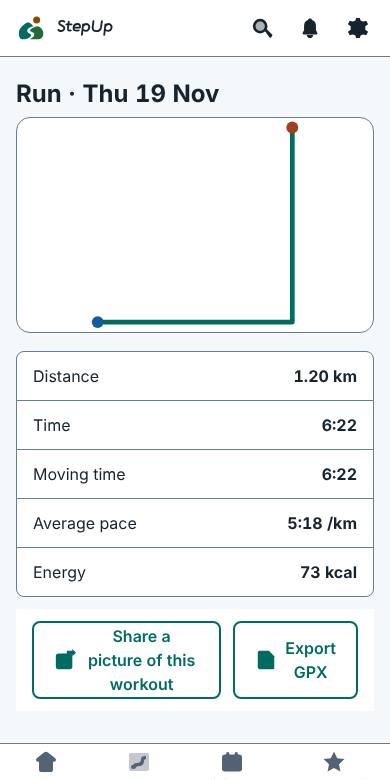 StepUp
Run · Thu 19 Nov
Distance 1.20 km
Time 6:22
Moving time 6:22
Average pace 5:18 /km
Energy 73 kcal
Share a
picture of this
workout
Export
GPX